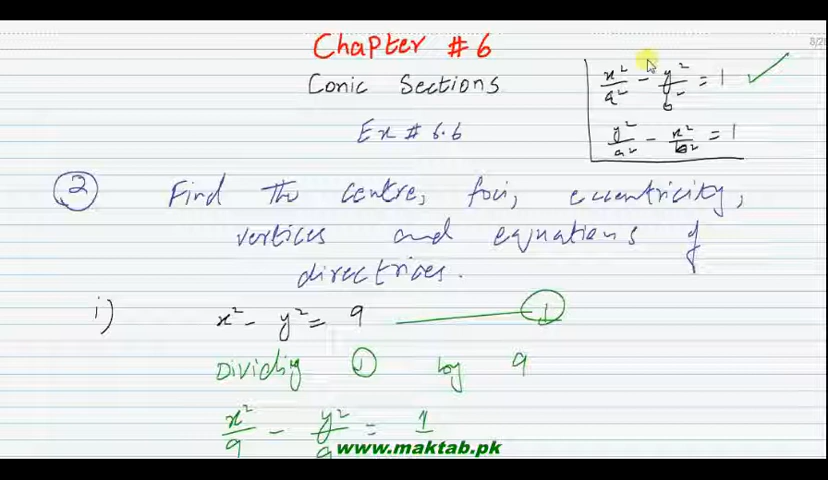 Chapter # 6
Conic Sections
Ex # 6.6
x²/a² - y²/b² = 1
y²/a² - x²/b² = 1
② Find the centre, foci, eccentricity,
vertices and equations of
directrices.
i) x² - y² = 9 ①
Dividing ① by 9
x²/9 - y²/9 = 1
www.maktab.pk